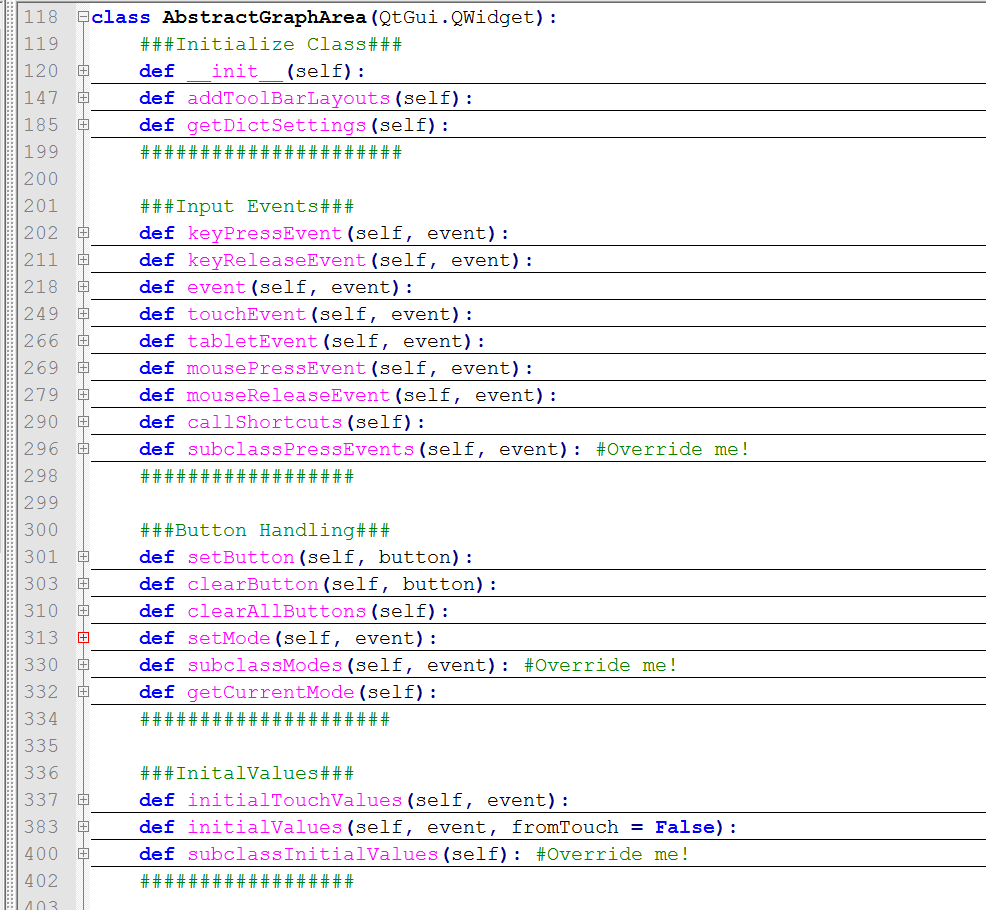 118 class AbstractGraphArea(QtGui.QWidget):
119     ###Initialize Class###
120     def __init__(self):
147     def addToolBarLayouts(self):
185     def getDictSettings(self):
199     ######################
200
201     ###Input Events###
202     def keyPressEvent(self, event):
211     def keyReleaseEvent(self, event):
218     def event(self, event):
249     def touchEvent(self, event):
266     def tabletEvent(self, event):
269     def mousePressEvent(self, event):
279     def mouseReleaseEvent(self, event):
290     def callShortcuts(self):
296     def subclassPressEvents(self, event): #Override me!
298     ##################
299
300     ###Button Handling###
301     def setButton(self, button):
303     def clearButton(self, button):
310     def clearAllButtons(self):
313     def setMode(self, event):
330     def subclassModes(self, event): #Override me!
332     def getCurrentMode(self):
334     #####################
335
336     ###InitalValues###
337     def initialTouchValues(self, event):
383     def initialValues(self, event, fromTouch = False):
400     def subclassInitialValues(self): #Override me!
402     ##################
403